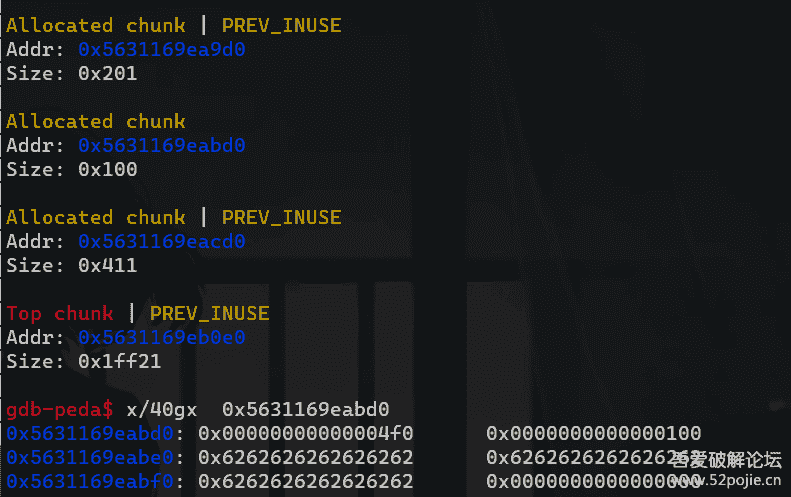 Allocated chunk | PREV_INUSE
Addr: 0x5631169ea9d0
Size: 0x201
Allocated chunk
Addr: 0x5631169eabd0
Size: 0x100
Allocated chunk | PREV_INUSE
Addr: 0x5631169eacd0
Size: 0x411
Top chunk | PREV_INUSE
Addr: 0x5631169eb0e0
Size: 0x1ff21
gdb-peda$ x/40gx 0x5631169eabd0
0x5631169eabd0: 0x00000000000004f0 0x0000000000000100
0x5631169eabe0: 0x6262626262626262 0x6262626262626262
0x5631169eabf0: 0x6262626262626262 0x0000000000000000
吾爱破解论坛
www.52pojie.cn